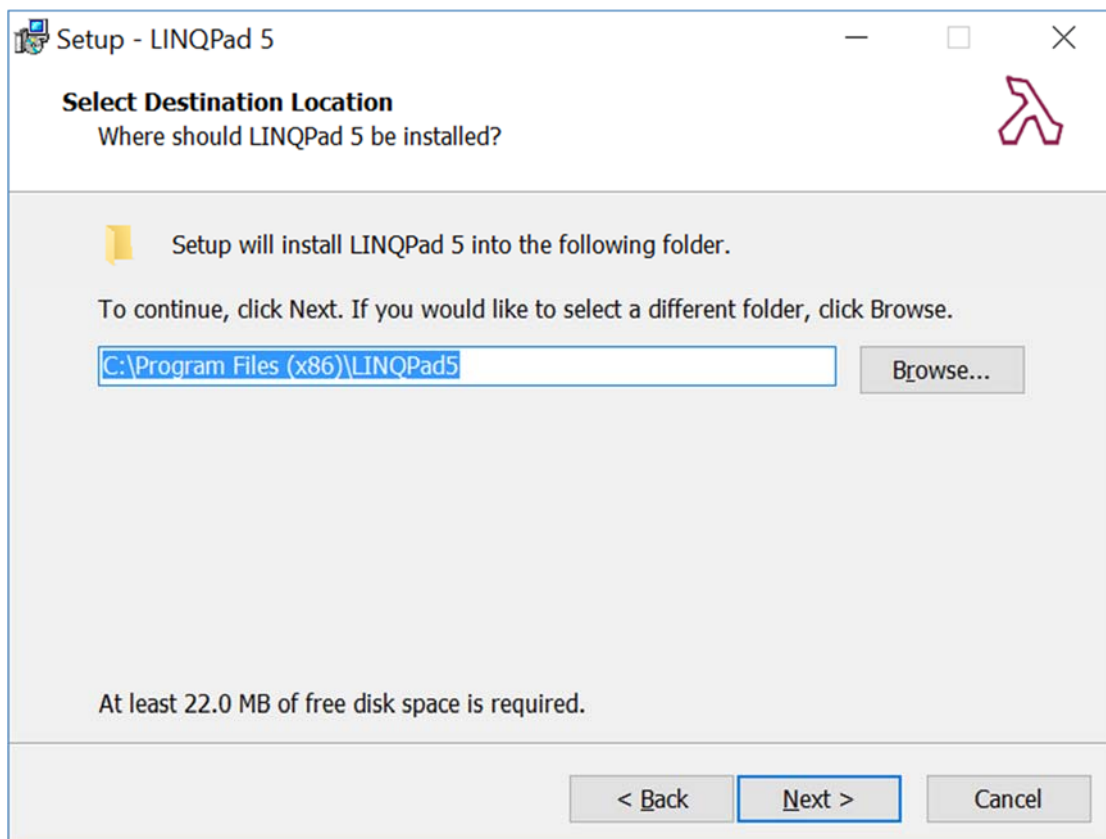 Setup - LINQPad 5
Select Destination Location
Where should LINQPad 5 be installed?
Setup will install LINQPad 5 into the following folder.
To continue, click Next. If you would like to select a different folder, click Browse.
C:\Program Files (x86)\LINQPad5
Browse...
At least 22.0 MB of free disk space is required.
< Back
Next >
Cancel